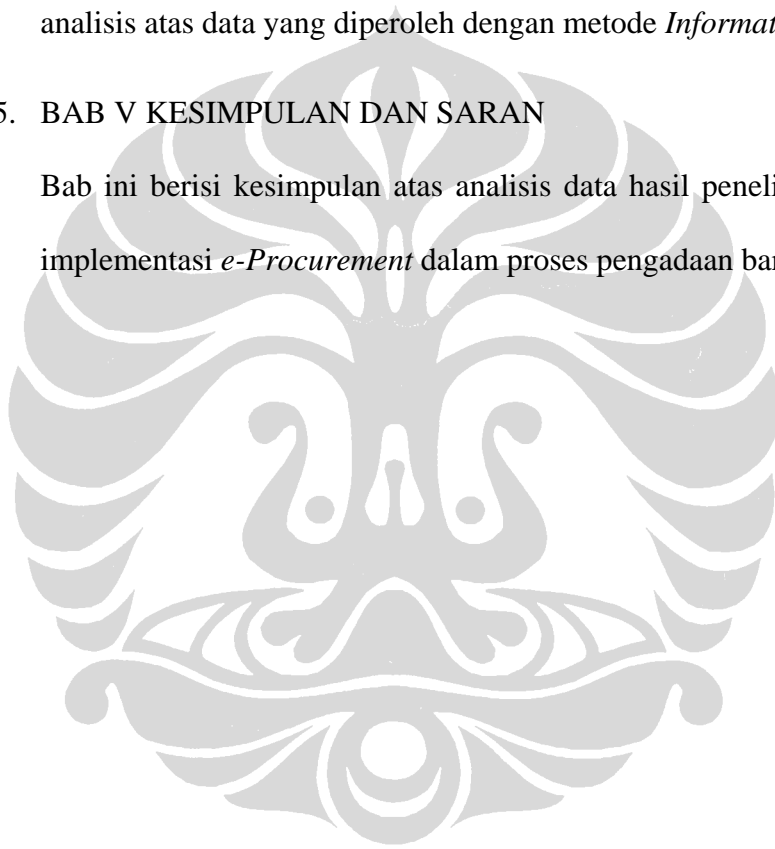 analisis atas data yang diperoleh dengan metode Informat
5. BAB V KESIMPULAN DAN SARAN
Bab ini berisi kesimpulan atas analisis data hasil peneli
implementasi e-Procurement dalam proses pengadaan bar